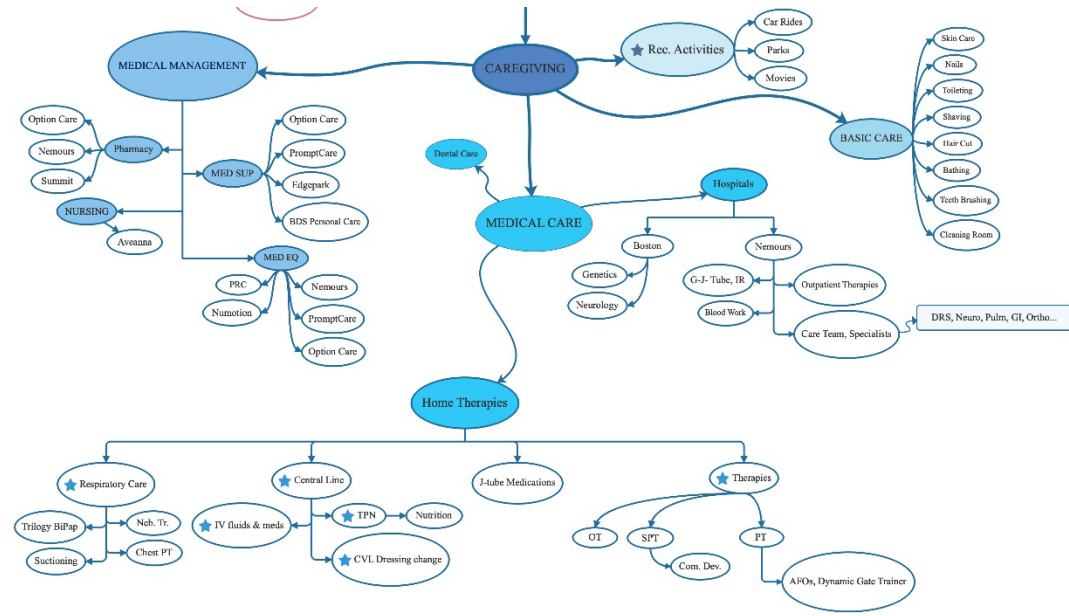 CAREGIVING
MEDICAL MANAGEMENT
Option Care
Nemours
Summit
Pharmacy
NURSING
Aveanna
MED SUP
Option Care
PromptCare
Edgepark
BDS Personal Care
MED EQ
PRC
Numotion
Nemours
PromptCare
Option Care
Rec. Activities
Car Rides
Parks
Movies
BASIC CARE
Skin Care
Nails
Toileting
Shaving
Hair Cut
Bathing
Teeth Brushing
Cleaning Room
MEDICAL CARE
Dental Care
Hospitals
Boston
Genetics
Neurology
Nemours
G-J- Tube, IR
Blood Work
Outpatient Therapies
Care Team, Specialists
DRS, Neuro, Pulm, GI, Ortho...
Home Therapies
Respiratory Care
Trilogy BiPap
Suctioning
Neb. Tr.
Chest PT
Central Line
IV fluids & meds
TPN
Nutrition
CVL Dressing change
J-tube Medications
Therapies
OT
SPT
Com. Dev.
PT
AFOs, Dynamic Gate Trainer